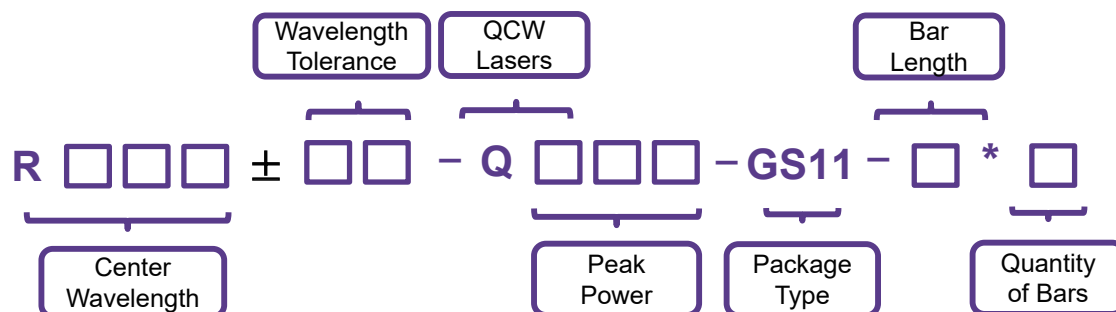 Wavelength
Tolerance
QCW
Lasers
Bar
Length
R □□□ ± □□ – Q □□□ – GS11 – □ * □
Center
Wavelength
Peak
Power
Package
Type
Quantity
of Bars